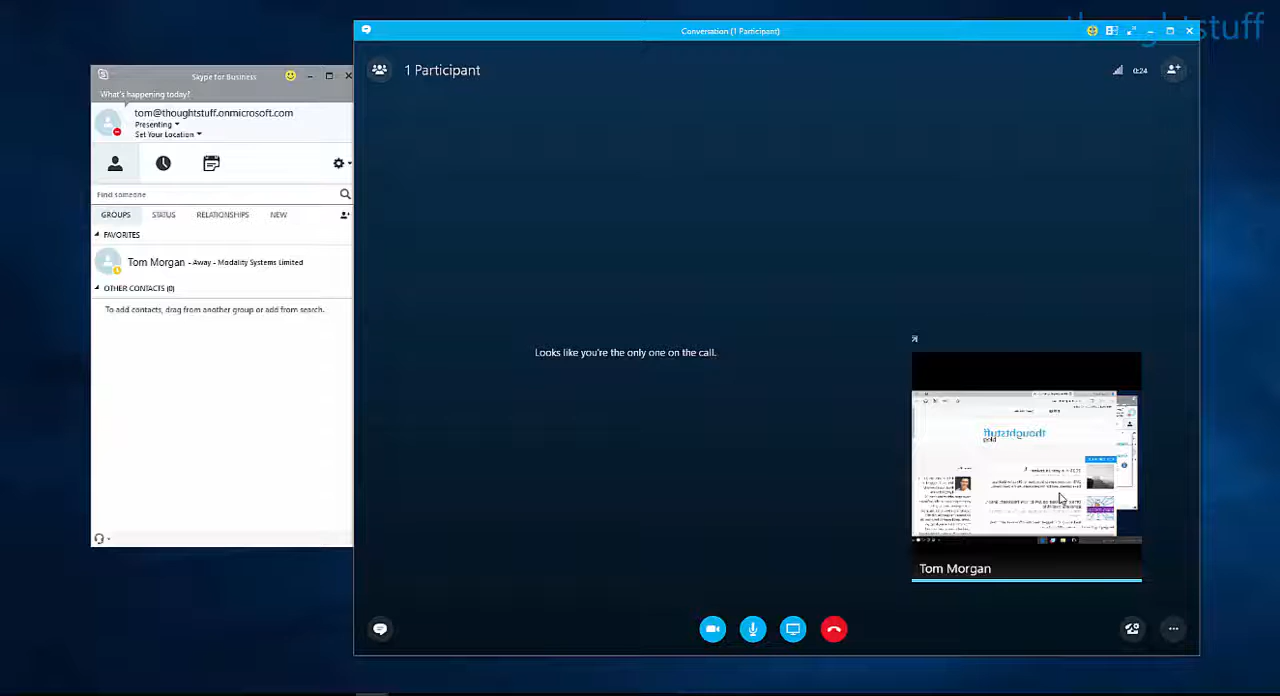 thoughtstuff
Conversation (1 Participant)
1 Participant
0:24
Skype for Business
What's happening today?
tom@thoughtstuff.onmicrosoft.com
Presenting
Set Your Location
Find someone
GROUPS STATUS RELATIONSHIPS NEW
FAVORITES
Tom Morgan - Away - Modality Systems Limited
OTHER CONTACTS (0)
To add contacts, drag from another group or add from search.
Looks like you're the only one on the call.
thoughtstuff
blog
Tom Morgan